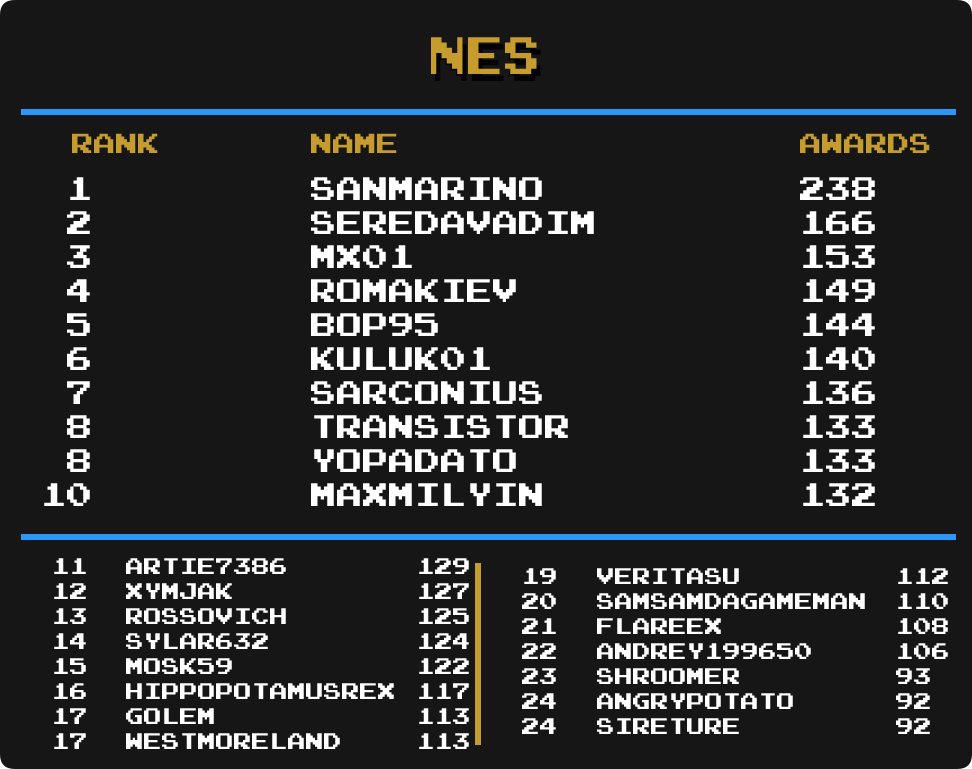 NES
RANK NAME AWARDS
1 SANMARINO 238
2 SEREDAVADIM 166
3 MX01 153
4 ROMAKIEV 149
5 BOP95 144
6 KULUK01 140
7 SARCONIUS 136
8 TRANSISTOR 133
8 YOPADATO 133
10 MAXMILYIN 132
11 ARTIE7386 129
12 XYMJAK 127
13 ROSSOVICH 125
14 SYLAR632 124
15 MOSK59 122
16 HIPPOPOTAMUSREX 117
17 GOLEM 113
17 WESTMORELAND 113
19 VERITASU 112
20 SAMSAMDAGAMEMAN 110
21 FLAREEX 108
22 ANDREY199650 106
23 SHROOMER 93
24 ANGRYPOTATO 92
24 SIRETURE 92